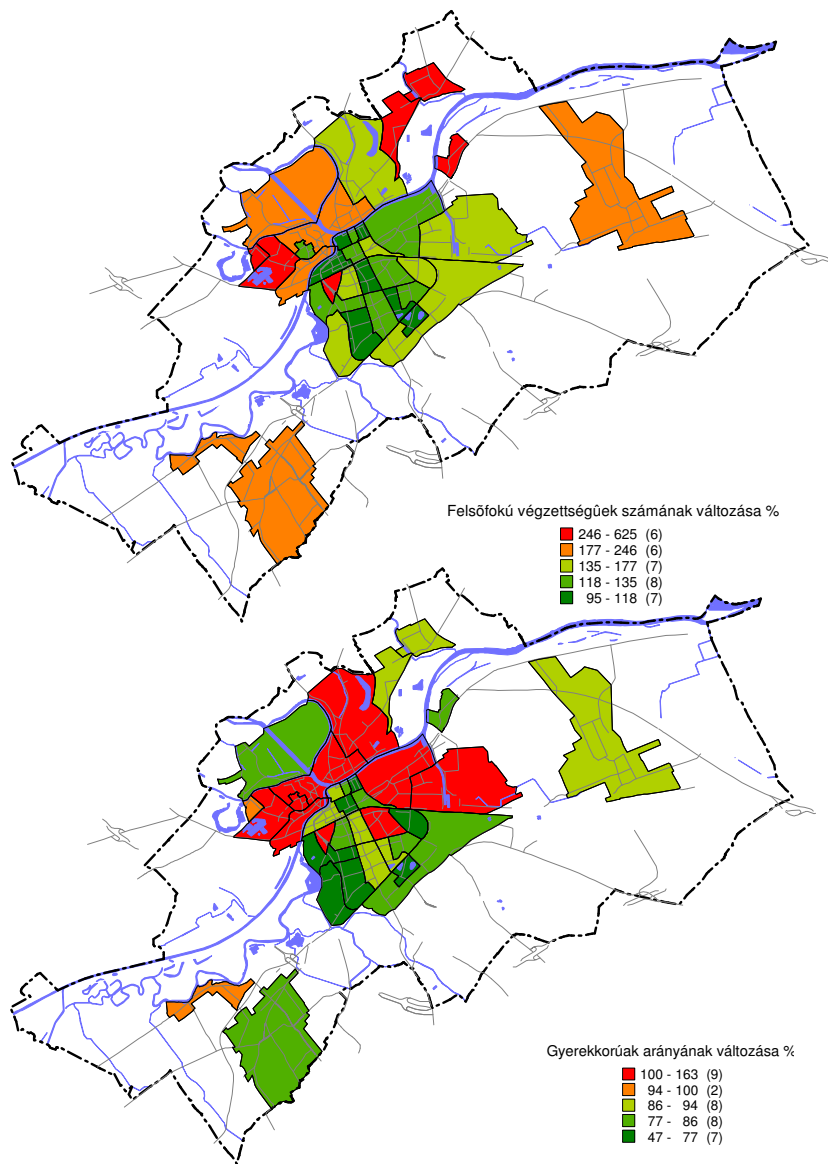 Felsõfokú végzettségûek számának változása %
246 - 625 (6)
177 - 246 (6)
135 - 177 (7)
118 - 135 (8)
95 - 118 (7)
Gyerekkorúak arányának változása %
100 - 163 (9)
94 - 100 (2)
86 - 94 (8)
77 - 86 (8)
47 - 77 (7)